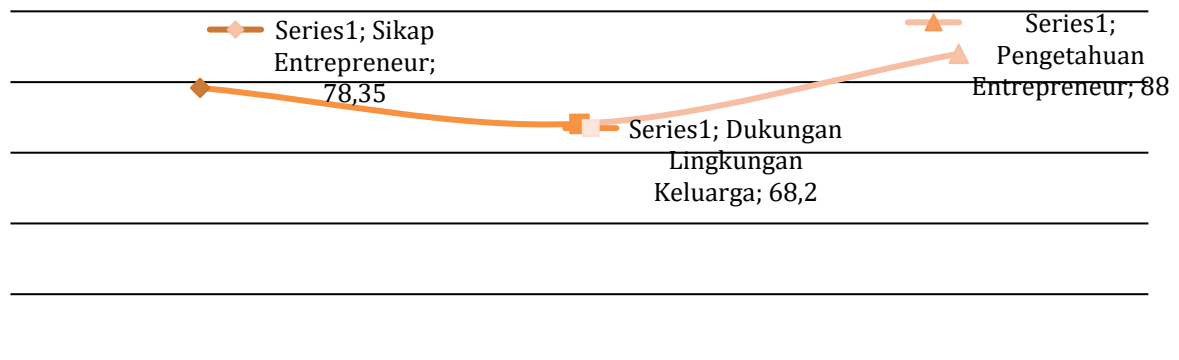 Series1; Sikap
Entrepreneur;
78,35
Series1; Dukungan
Lingkungan
Keluarga; 68,2
Series1;
Pengetahuan
Entrepreneur; 88